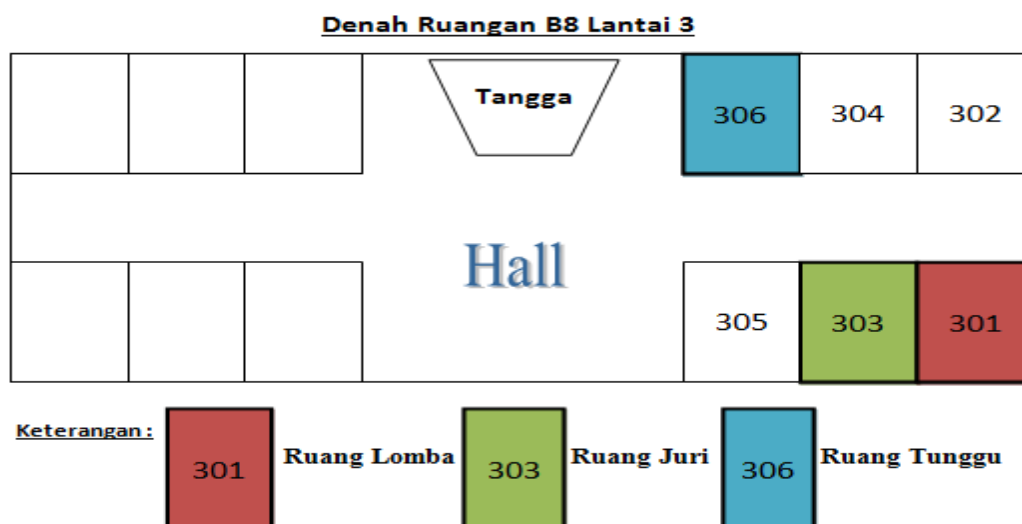 Denah Ruangan B8 Lantai 3
Tangga
306 304 302
Hall
305 303 301
Keterangan :
301 Ruang Lomba 303 Ruang Juri 306 Ruang Tunggu